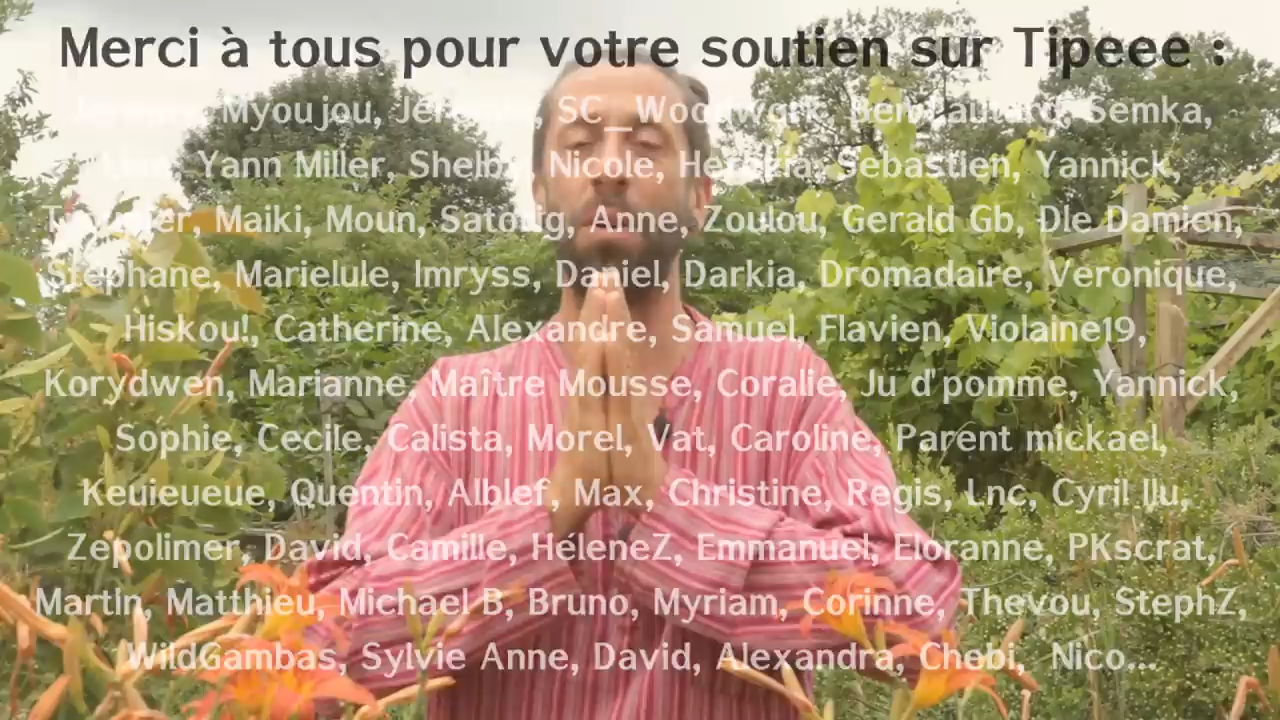 Merci à tous pour votre soutien sur Tipeee :
Myoujou, SC_Woodwork, Semka,
Yann Miller, Shelby, Nicole, Sebastien, Yannick,
Maiki, Moun, Anne, Zoulou, Gerald Gb, Dle Damien,
Stephane, Marielule, Imryss, Daniel, Darkia, Dromadaire, Veronique,
Hiskou!, Catherine, Alexandre, Samuel, Flavien, Violaine19,
Korydwen, Marianne, Maître Mousse, Coralie, Ju d'pomme, Yannick,
Sophie, Cecile, Calista, Morel, Vat, Caroline, Parent mickael,
Keuieueue, Quentin, Alblef, Max, Christine, Regis, Lnc, Cyril
Zepolimer, David, Camille, HéleneZ, Emmanuel, Eloranne, PKscrat,
Martin, Matthieu, Michael B, Bruno, Myriam, Corinne, Thevou, StephZ,
WildGambas, Sylvie Anne, David, Alexandra, Chebi, Nico...